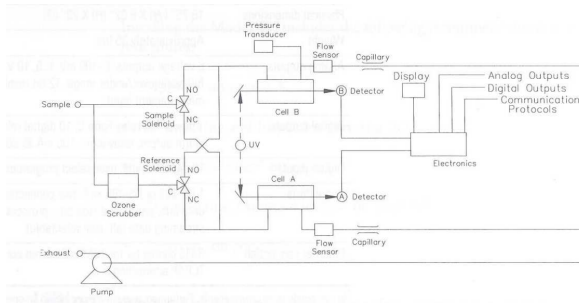 Pressure
Transducer
Flow
Sensor
Capillary
Display
Analog Outputs
Digital Outputs
Communication
Protocols
NO
C
NC
Sample
Sample
Solenoid
Cell B
B
Detector
Electronics
UV
Reference
Solenoid
NO
C
NC
Ozone
Scrubber
Cell A
A
Detector
Flow
Sensor
Capillary
Exhaust
Pump